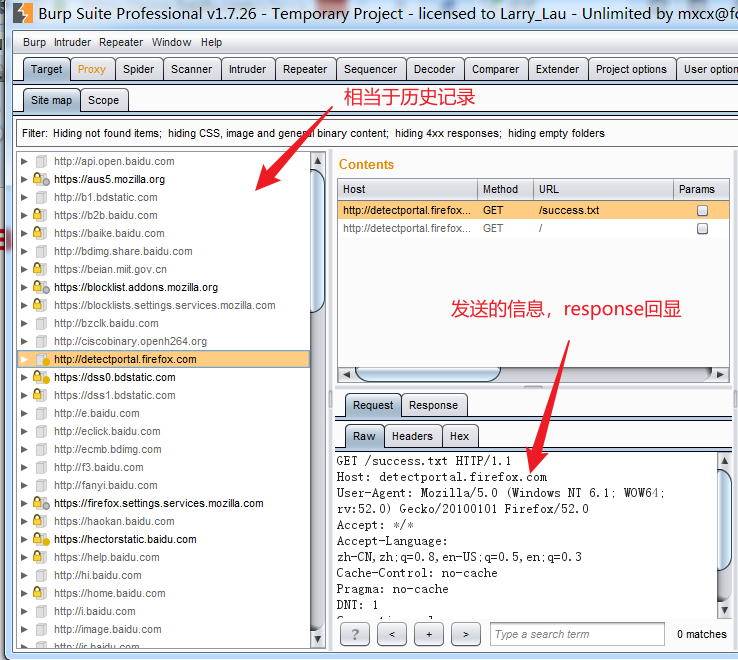 Burp Suite Professional v1.7.26 - Temporary Project - licensed to Larry_Lau - Unlimited by mxcx@
Burp Intruder Repeater Window Help
Target Proxy Spider Scanner Intruder Repeater Sequencer Decoder Comparer Extender Project options User
Site map Scope
相当于历史记录
Filter: Hiding not found items; hiding CSS, image and general binary content; hiding 4xx responses; hiding empty folders
http://api.open.baidu.com
https://aus5.mozilla.org
http://b1.bdstatic.com
https://b2b.baidu.com
https://baike.baidu.com
http://bdimg.share.baidu.com
https://beian.miit.gov.cn
https://blocklist.addons.mozilla.org
https://blocklists.settings.services.mozilla.com
http://bzclk.baidu.com
http://ciscobinary.openh264.org
http://detectportal.firefox.com
https://dss0.bdstatic.com
https://dss1.bdstatic.com
http://e.baidu.com
http://eclick.baidu.com
http://ecmb.bdimg.com
http://f3.baidu.com
http://fanyi.baidu.com
https://firefox.settings.services.mozilla.com
https://haokan.baidu.com
https://hectorstatic.baidu.com
https://help.baidu.com
http://hi.baidu.com
https://home.baidu.com
http://i.baidu.com
http://image.baidu.com
Contents
Host Method URL Params
http://detectportal.firefox... GET /success.txt
http://detectportal.firefox... GET /
发送的信息，response回显
Request Response
Raw Headers Hex
GET /success.txt HTTP/1.1
Host: detectportal.firefox.com
User-Agent: Mozilla/5.0 (Windows NT 6.1; WOW64;
rv:52.0) Gecko/20100101 Firefox/52.0
Accept: */*
Accept-Language:
zh-CN,zh;q=0.8,en-US;q=0.5,en;q=0.3
Cache-Control: no-cache
Pragma: no-cache
DNT: 1
? < + > Type a search term 0 matches